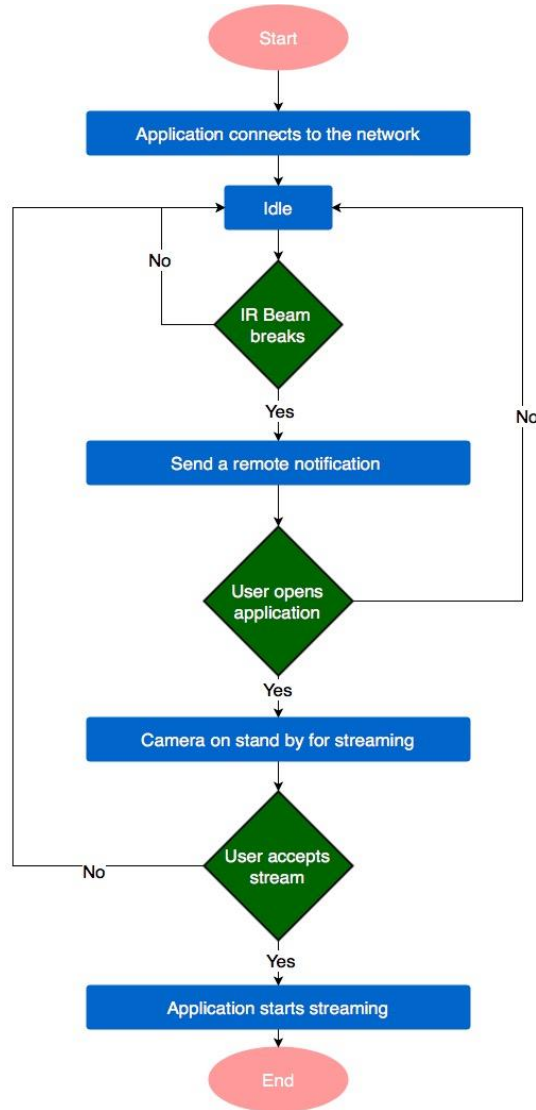 Start
Application connects to the network
Idle
No
IR Beam
breaks
Yes
No
Send a remote notification
User opens
application
Yes
Camera on stand by for streaming
User accepts
stream
No
Yes
Application starts streaming
End